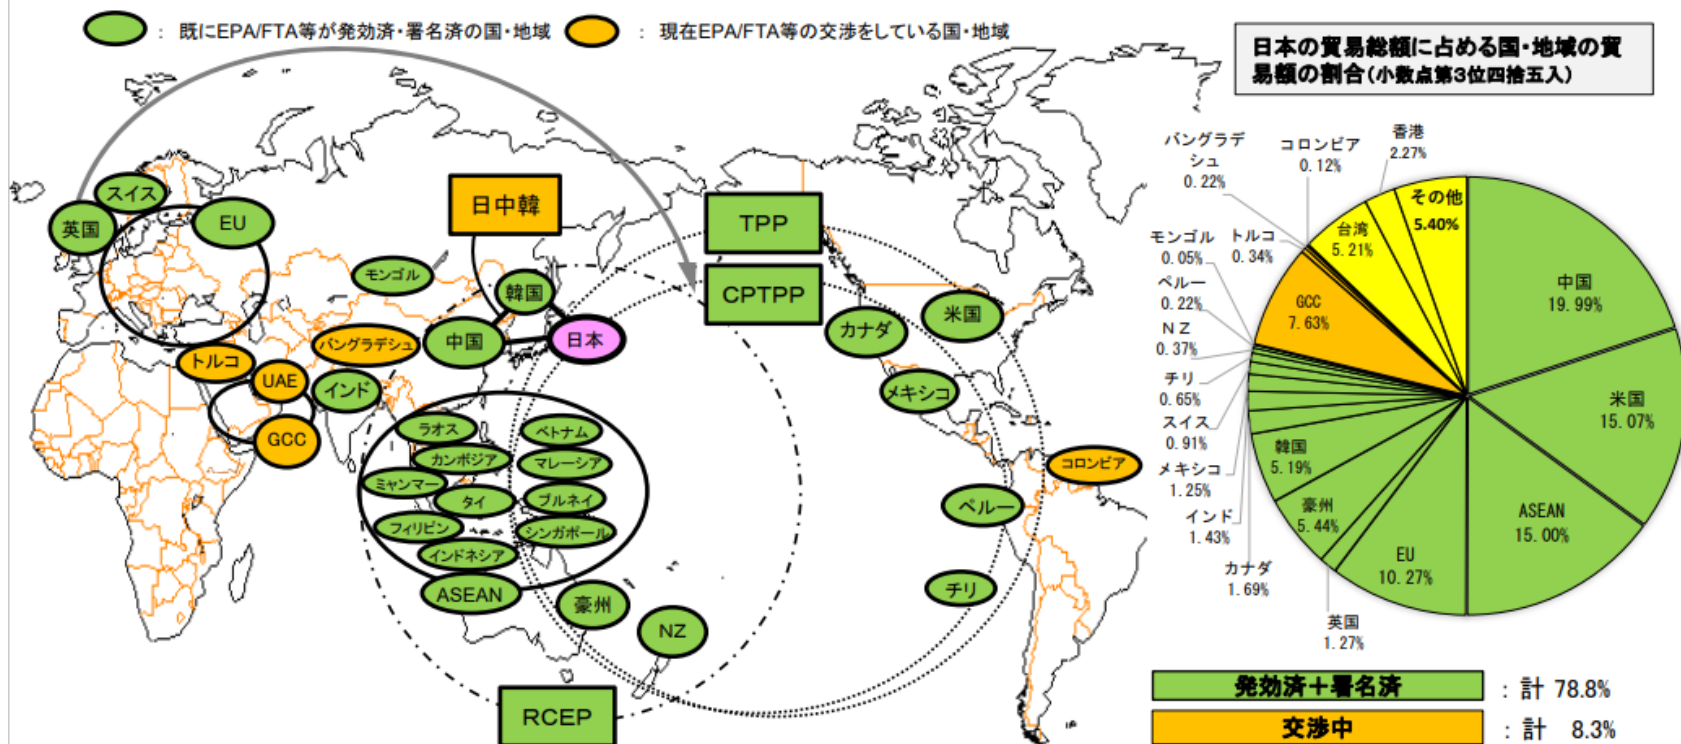 ： 既にEPA/FTA等が発効済・署名済の国・地域
： 現在EPA/FTA等の交渉をしている国・地域
日本の貿易総額に占める国・地域の貿
易額の割合(小数点第3位四捨五入)
スイス
英国
EU
日中韓
TPP
CPTPP
モンゴル
韓国
中国
日本
カナダ
米国
メキシコ
トルコ
バングラデシュ
UAE
インド
GCC
ラオス
ベトナム
カンボジア
マレーシア
ミャンマー
タイ
ブルネイ
フィリピン
シンガポール
インドネシア
ASEAN
豪州
NZ
コロンビア
ペルー
チリ
RCEP
バングラデ
シュ
0.22%
コロンビア
0.12%
香港
2.27%
その他
5.40%
台湾
5.21%
モンゴル
0.05%
トルコ
0.34%
ペルー
0.22%
GCC
7.63%
ＮＺ
0.37%
チリ
0.65%
スイス
0.91%
メキシコ
1.25%
インド
1.43%
カナダ
1.69%
韓国
5.19%
豪州
5.44%
英国
1.27%
EU
10.27%
ASEAN
15.00%
米国
15.07%
中国
19.99%
発効済＋署名済
：計 78.8%
交渉中
：計 8.3%